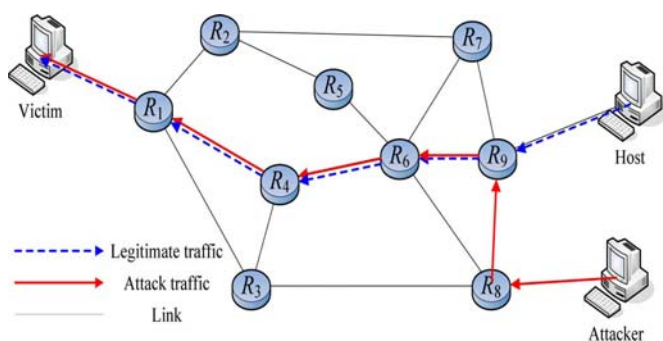 R2
R7
Victim
R1
R5
Host
R6
R9
R4
Legitimate traffic
Attack traffic
Link
R3
R8
Attacker